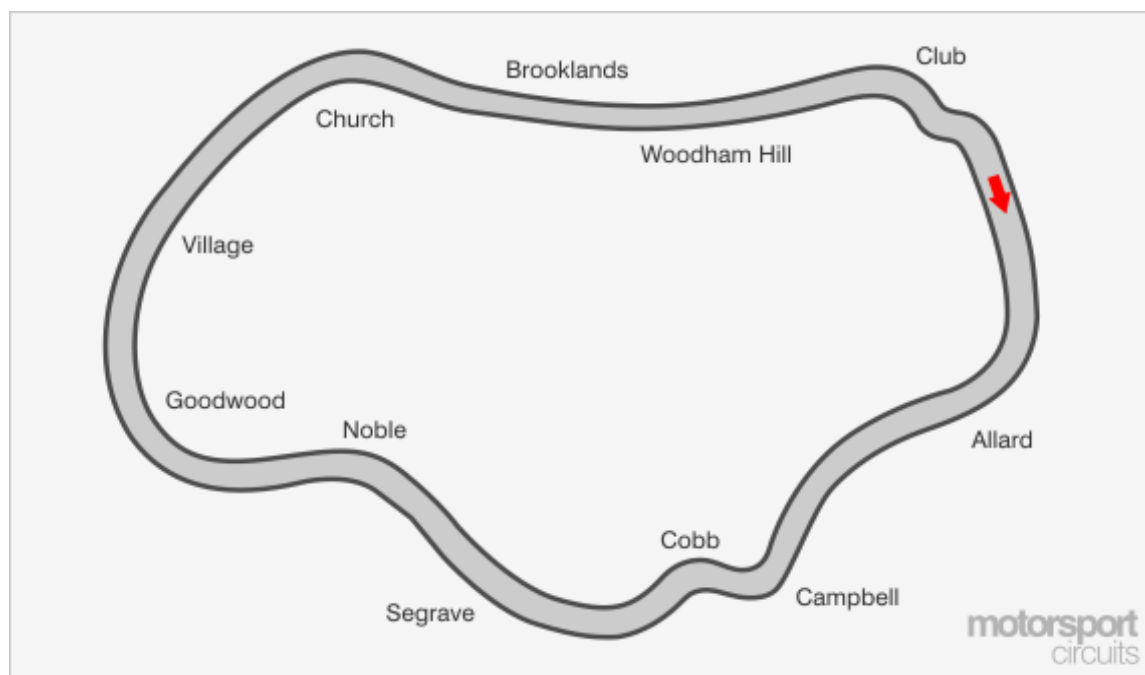 Club
Brooklands
Church
Woodham Hill
Village
Goodwood
Noble
Allard
Cobb
Campbell
Segrave
motorsport
circuits